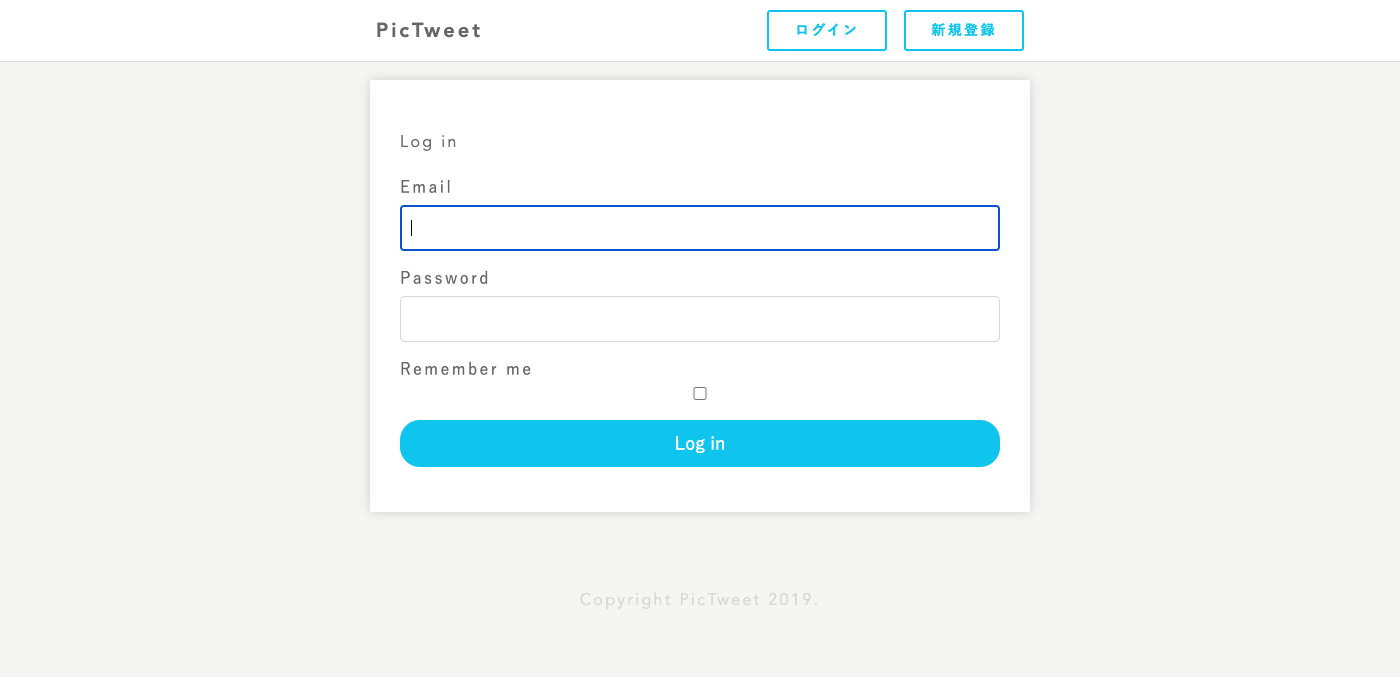 PicTweet
ログイン
新規登録
Log in
Email
Password
Remember me
Log in
Copyright PicTweet 2019.